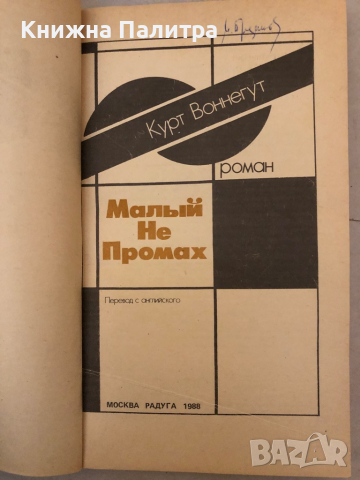 Книжна Палитра
Курт Воннегут
роман
Малый
Не
Промах
Перевод с английского
МОСКВА РАДУГА 1988
BAZAR